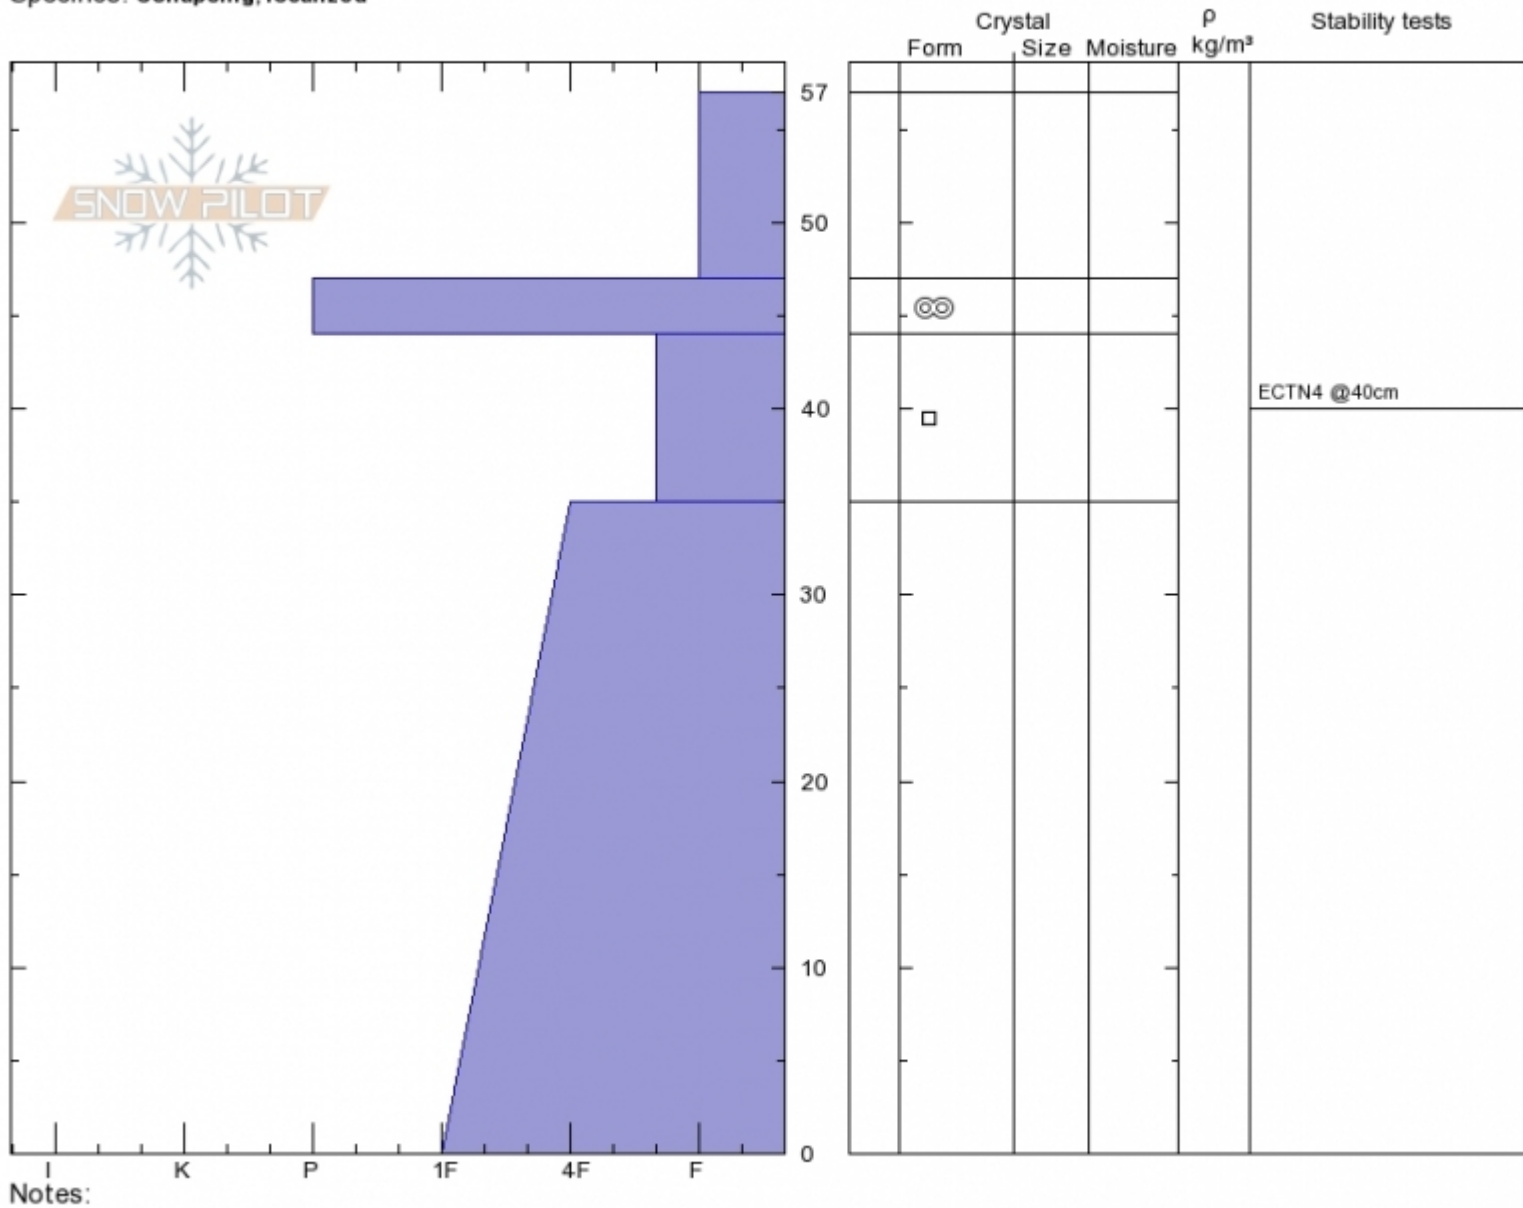 Crystal ρ Stability tests
Form Size Moisture kg/m³
57
SNOW PILOT
50
40
ECTN4 @40cm
30
20
10
0
I K P 1F 4F F
Notes: